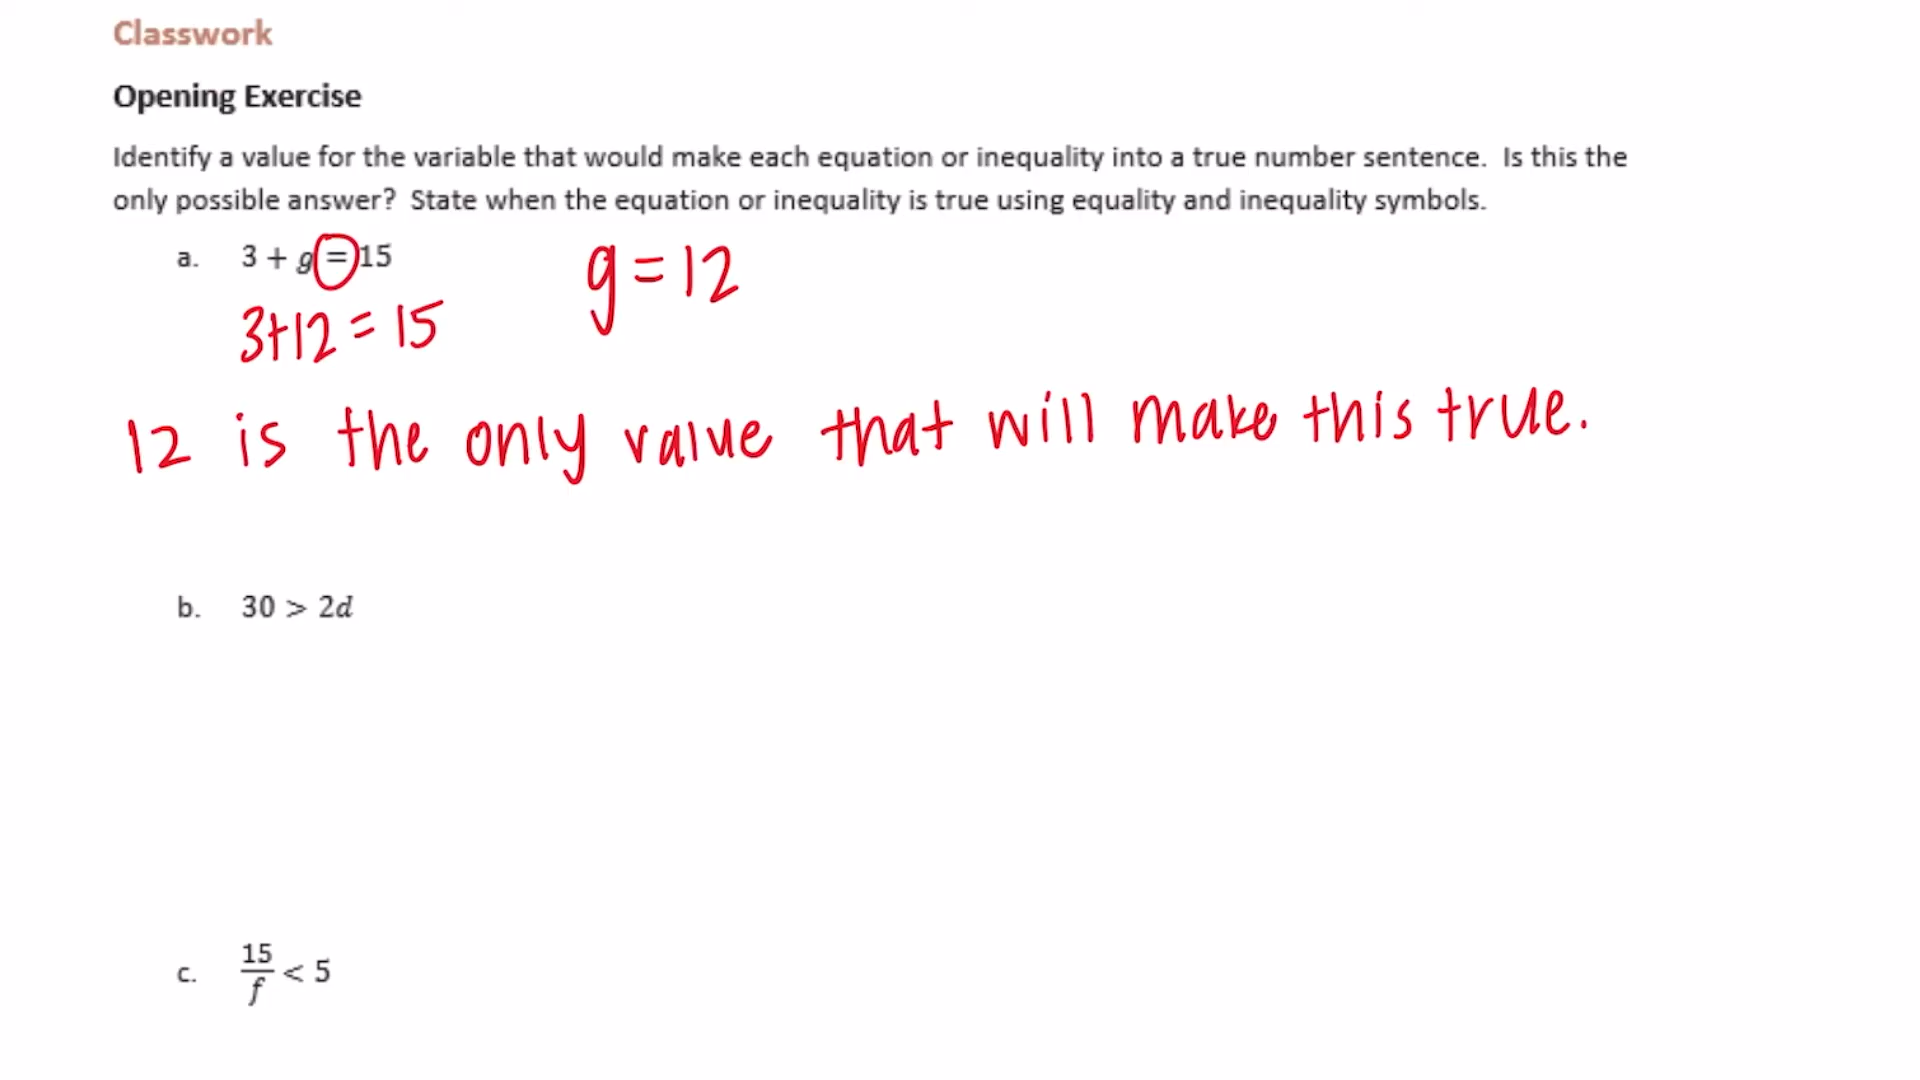 Classwork
Opening Exercise
Identify a value for the variable that would make each equation or inequality into a true number sentence. Is this the
only possible answer? State when the equation or inequality is true using equality and inequality symbols.
a. 3 + g = 15
g = 12
3+12 = 15
12 is the only value that will make this true.
b. 30 > 2d
c. 15/f < 5